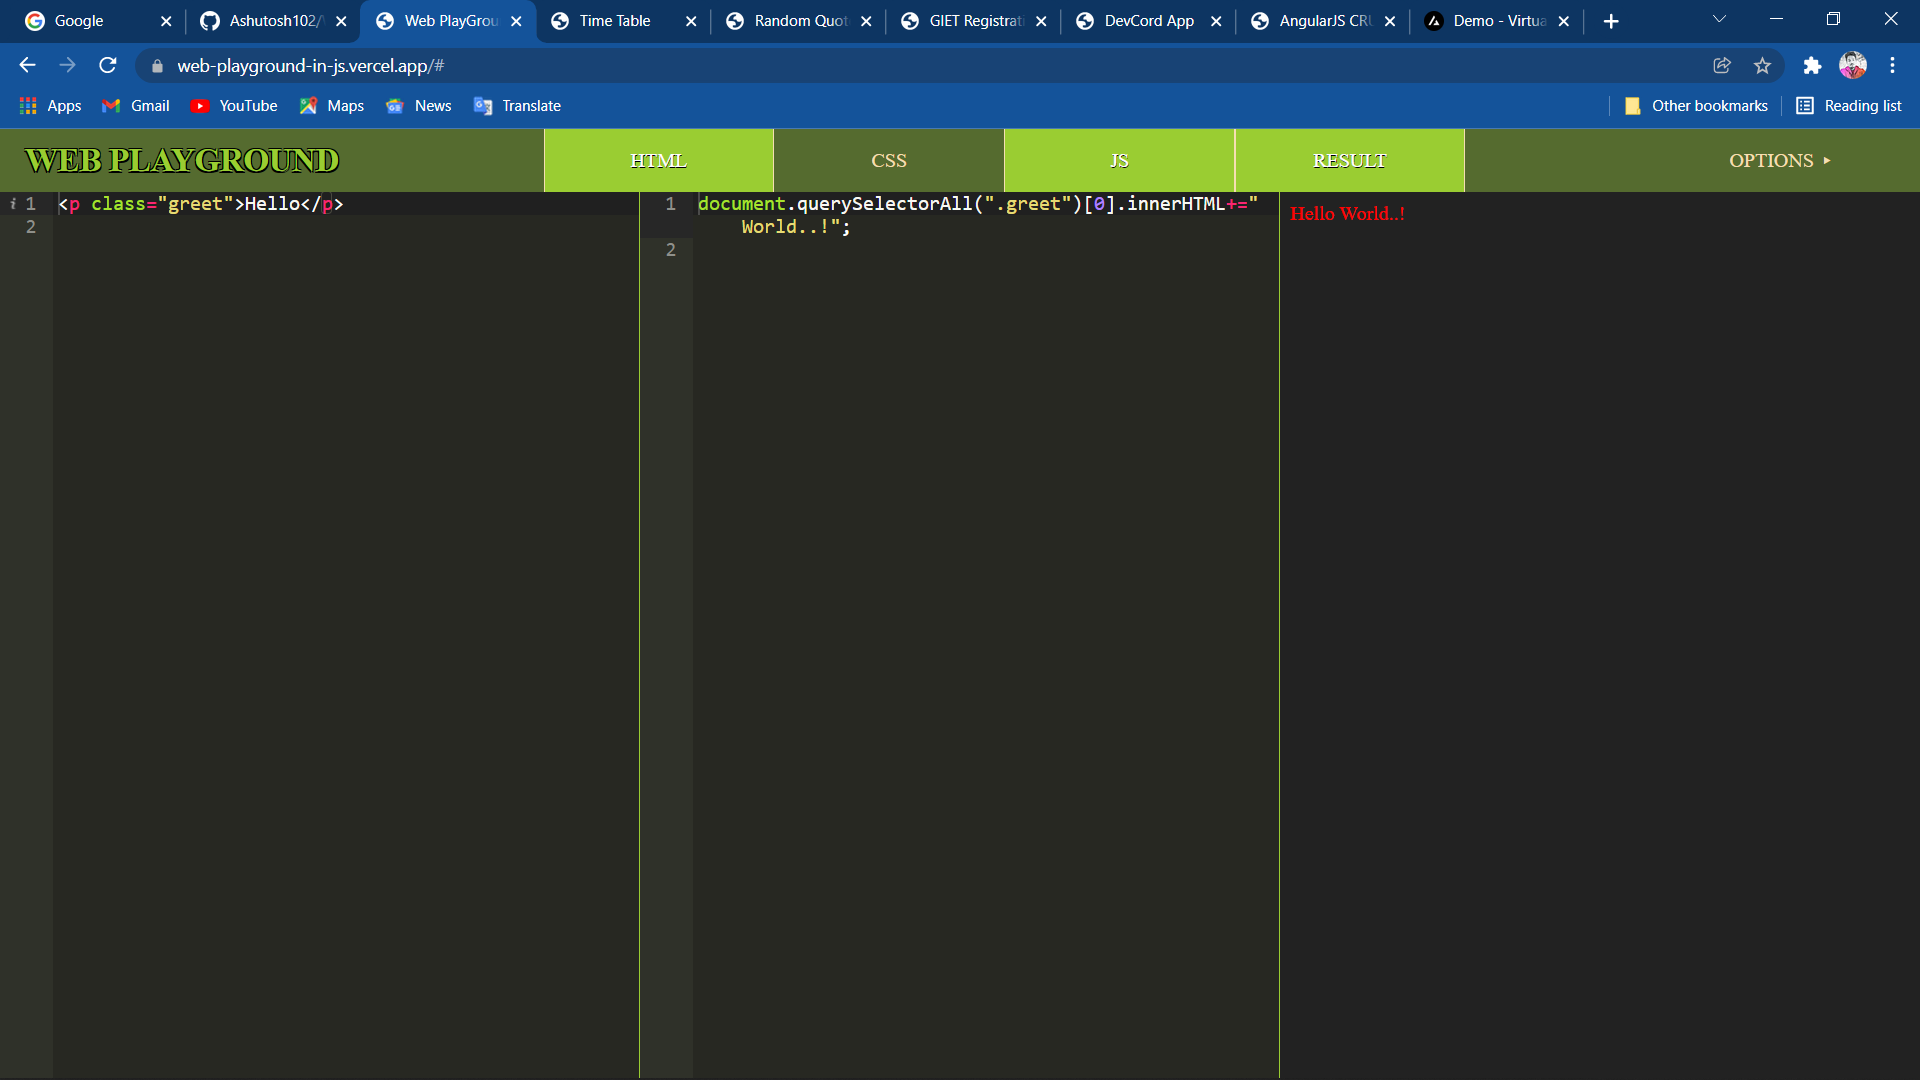 Google
Ashutosh102/
Web PlayGrou
Time Table
Random Quot
GIET Registrati
DevCord App
AngularJS CRU
Demo - Virtua
web-playground-in-js.vercel.app/#
Apps
Gmail
YouTube
Maps
News
Translate
Other bookmarks
Reading list
WEB PLAYGROUND
HTML
CSS
JS
RESULT
OPTIONS ▸
i 1 <p class="greet">Hello</p>
2
1 document.querySelectorAll(".greet")[0].innerHTML+="
World..!";
2
Hello World..!